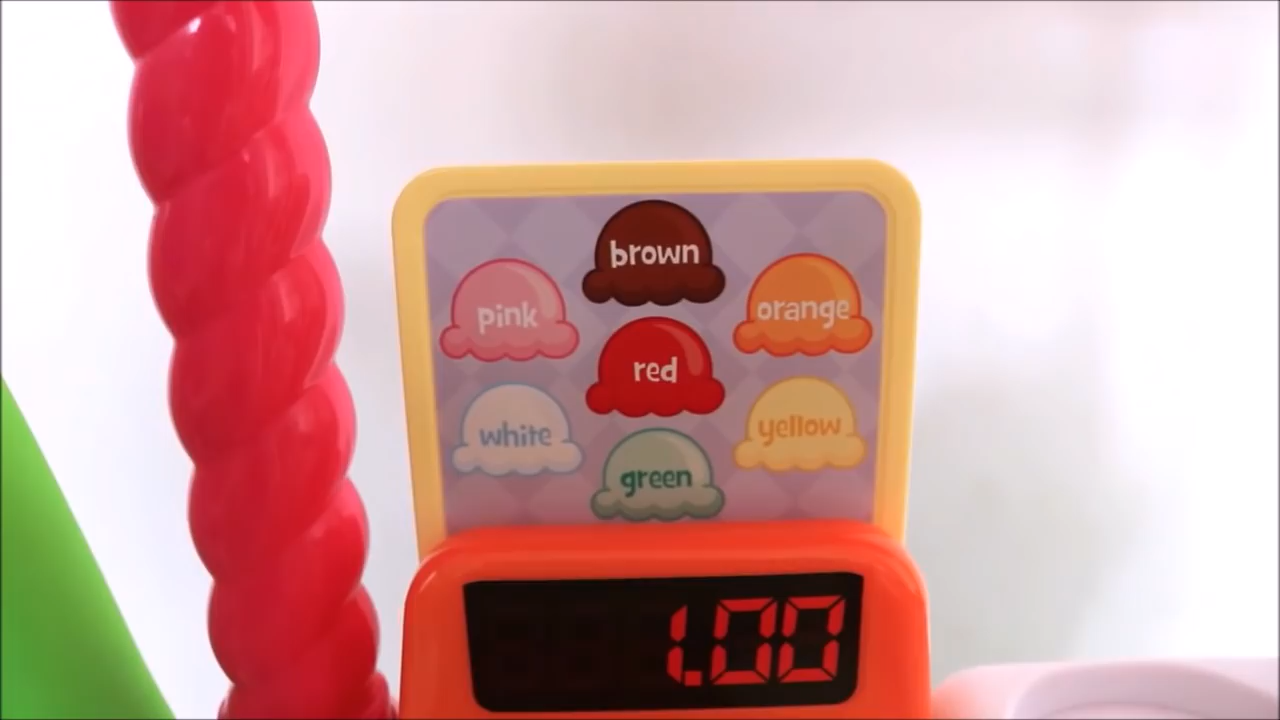 brown
pink
orange
red
white
yellow
green
1.00